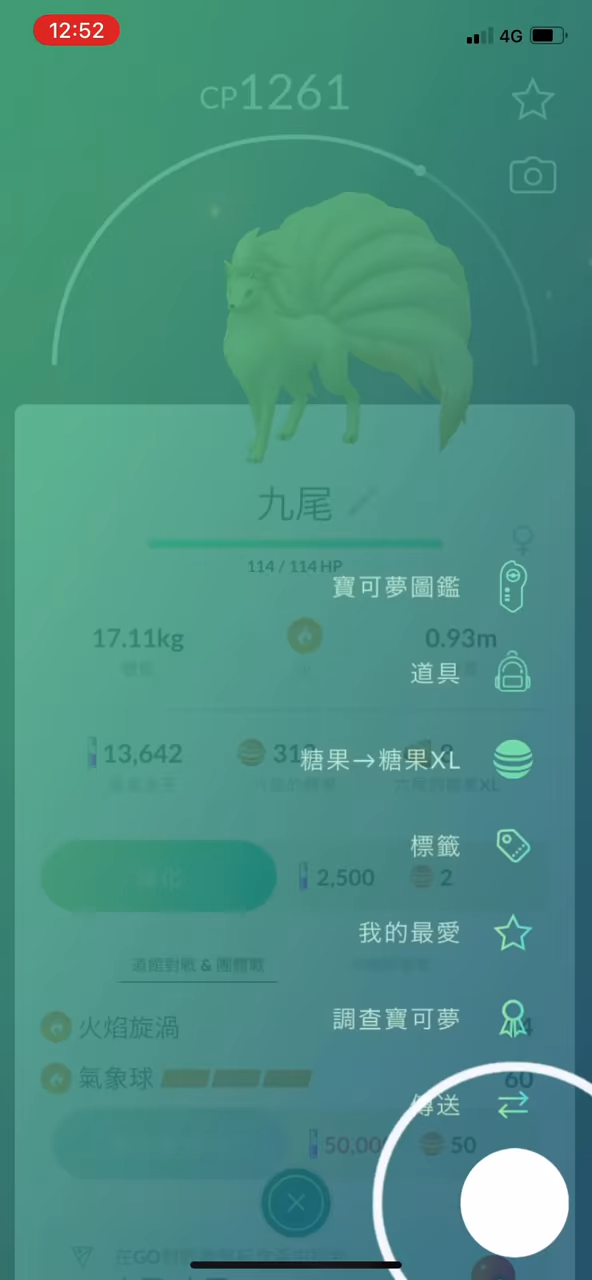 12:52
4G
CP1261
九尾
114 / 114 HP
寶可夢圖鑑
17.11kg
0.93m
道具
13,642
糖果→糖果XL
標籤
2,500
2
我的最愛
道館對戰 & 團體戰
調查寶可夢
火焰旋渦
氣象球
60
傳送
50,000
50